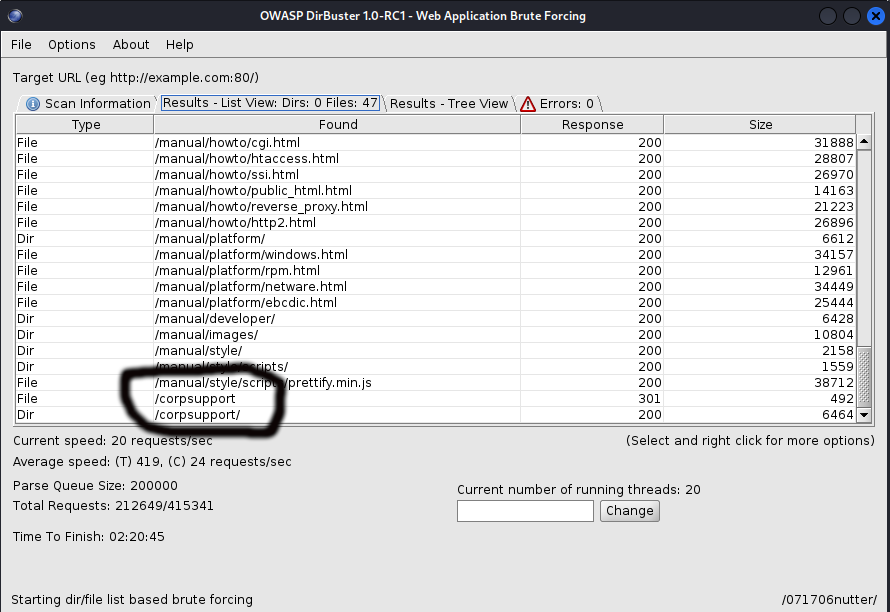 OWASP DirBuster 1.0-RC1 - Web Application Brute Forcing
File Options About Help
Target URL (eg http://example.com:80/)
Scan Information Results - List View: Dirs: 0 Files: 47 Results - Tree View Errors: 0
Type Found Response Size
File /manual/howto/cgi.html 200 31888
File /manual/howto/htaccess.html 200 28807
File /manual/howto/ssi.html 200 26970
File /manual/howto/public_html.html 200 14163
File /manual/howto/reverse_proxy.html 200 21223
File /manual/howto/http2.html 200 26896
Dir /manual/platform/ 200 6612
File /manual/platform/windows.html 200 34157
File /manual/platform/rpm.html 200 12961
File /manual/platform/netware.html 200 34449
File /manual/platform/ebcdic.html 200 25444
Dir /manual/developer/ 200 6428
Dir /manual/images/ 200 10804
Dir /manual/style/ 200 2158
Dir /manual/style/scripts/ 200 1559
File /manual/style/scripts/prettify.min.js 200 38712
File /corpsupport 301 492
Dir /corpsupport/ 200 6464
Current speed: 20 requests/sec (Select and right click for more options)
Average speed: (T) 419, (C) 24 requests/sec
Parse Queue Size: 200000 Current number of running threads: 20
Total Requests: 212649/415341 Change
Time To Finish: 02:20:45
Starting dir/file list based brute forcing /071706nutter/